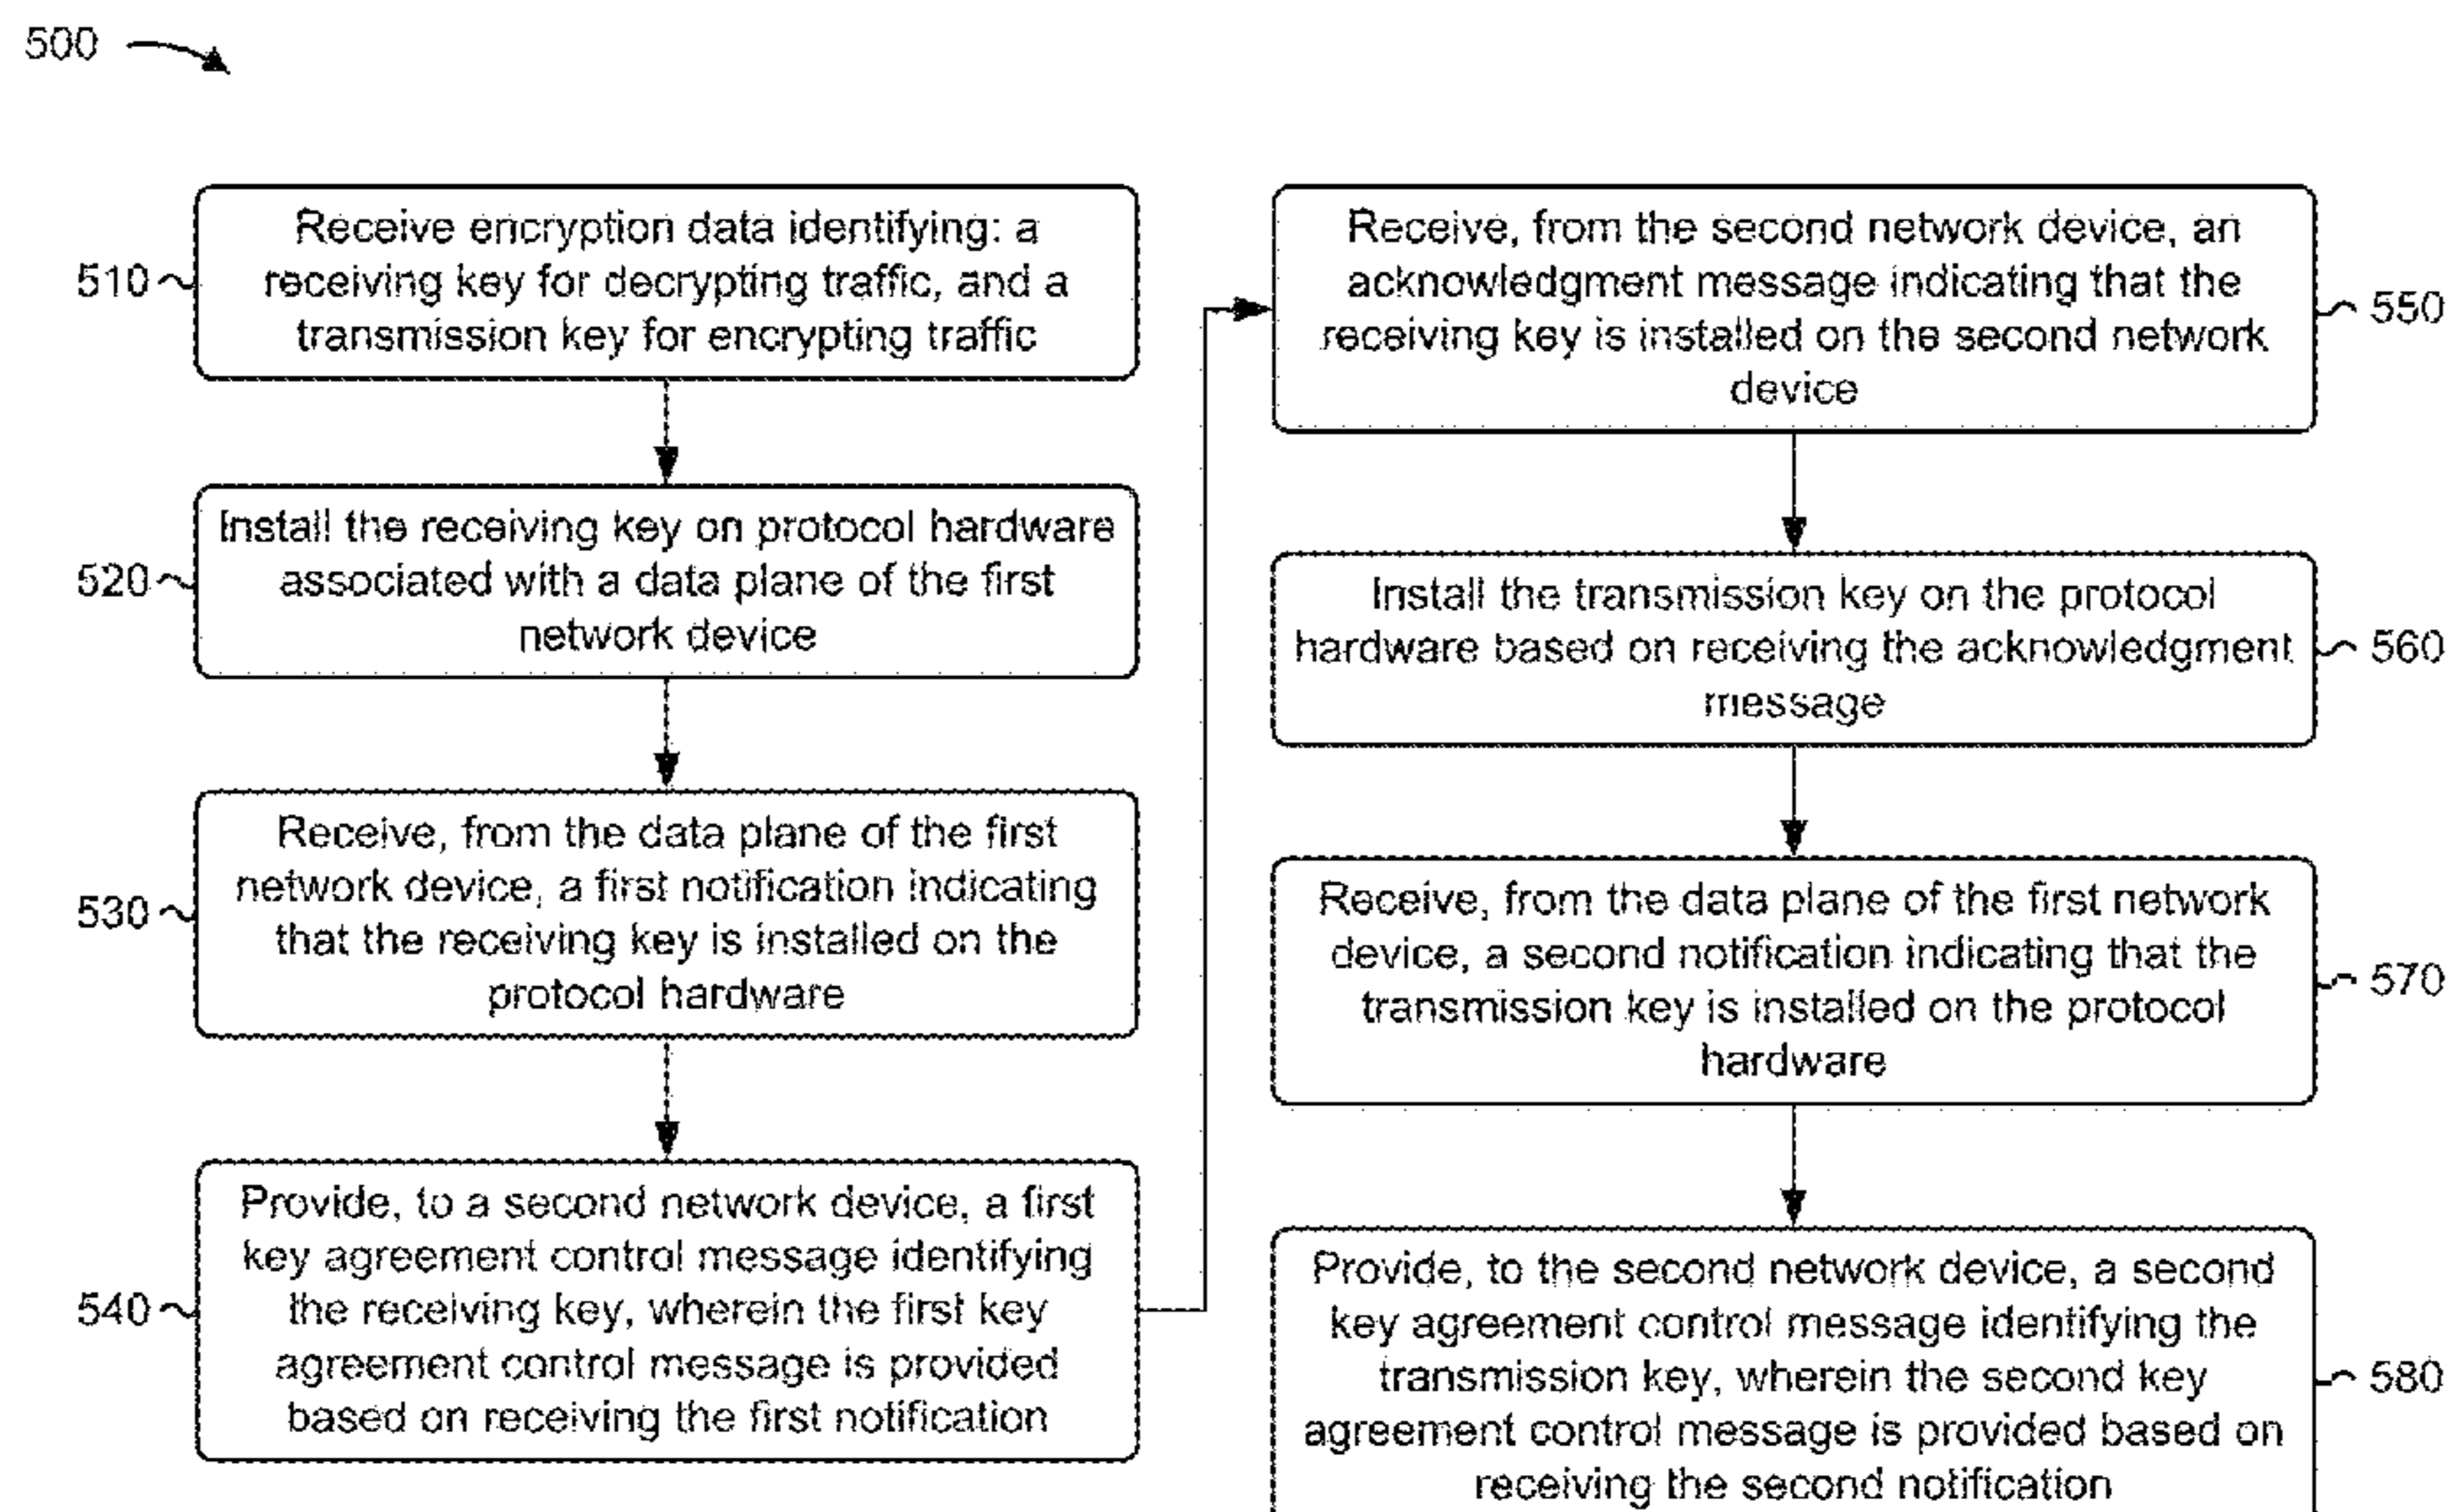 500
510
Receive encryption data identifying: a
receiving key for decrypting traffic, and a
transmission key for encrypting traffic
520
Install the receiving key on protocol hardware
associated with a data plane of the first
network device
530
Receive, from the data plane of the first
network device, a first notification indicating
that the receiving key is installed on the
protocol hardware
540
Provide, to a second network device, a first
key agreement control message identifying
the receiving key, wherein the first key
agreement control message is provided
based on receiving the first notification
Receive, from the second network device, an
acknowledgment message indicating that the
receiving key is installed on the second network
device
550
Install the transmission key on the protocol
hardware based on receiving the acknowledgment
message
560
Receive, from the data plane of the first network
device, a second notification indicating that the
transmission key is installed on the protocol
hardware
570
Provide, to the second network device, a second
key agreement control message identifying the
transmission key, wherein the second key
agreement control message is provided based on
receiving the second notification
580